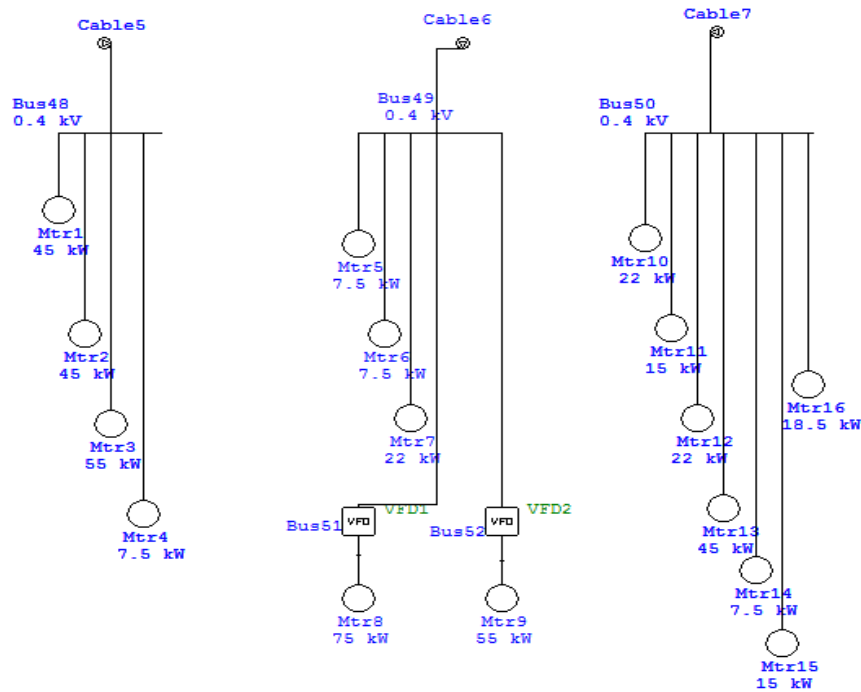 Cable5
Bus48
0.4 kV
Mtr1
45 kW
Mtr2
45 kW
Mtr3
55 kW
Mtr4
7.5 kW
Cable6
Bus49
0.4 kV
Mtr5
7.5 kW
Mtr6
7.5 kW
Mtr7
22 kW
VFD1
Bus51
VFD
Mtr8
75 kW
VFD2
Bus52
VFD
Mtr9
55 kW
Cable7
Bus50
0.4 kV
Mtr10
22 kW
Mtr11
15 kW
Mtr12
22 kW
Mtr13
45 kW
Mtr14
7.5 kW
Mtr15
15 kW
Mtr16
18.5 kW